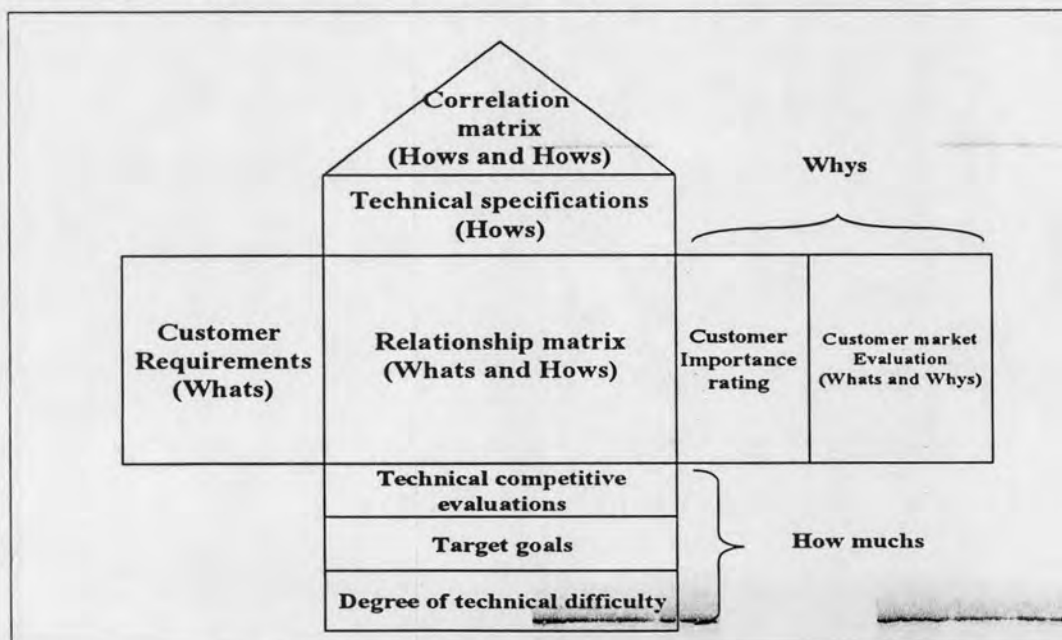 Correlation
matrix
(Hows and Hows)
Whys
Technical specifications
(Hows)
Customer
Requirements
(Whats)
Relationship matrix
(Whats and Hows)
Customer
Importance
rating
Customer market
Evaluation
(Whats and Whys)
Technical competitive
evaluations
Target goals
How muchs
Degree of technical difficulty